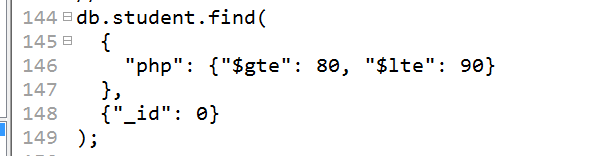 144 db.student.find(
145 {
146 "php": {"$gte": 80, "$lte": 90}
147 },
148 {"_id": 0}
149 );